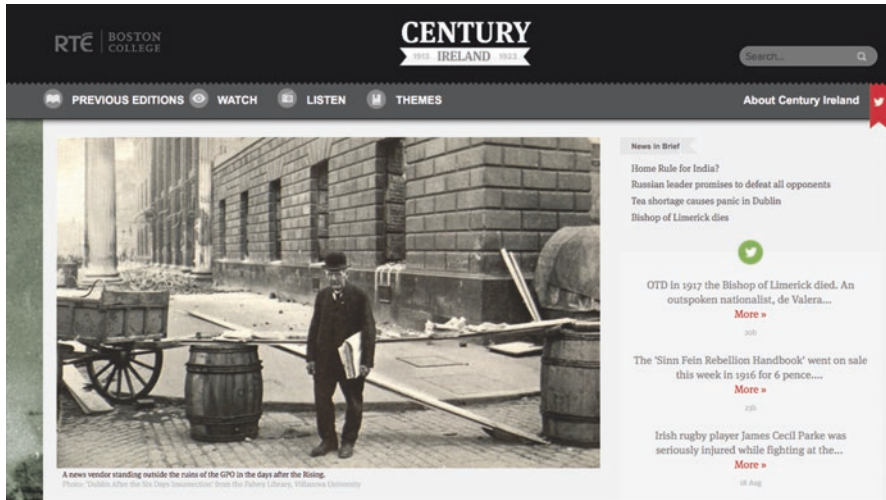 RTÉ BOSTON COLLEGE
CENTURY
1913 IRELAND 1923
Search...
PREVIOUS EDITIONS WATCH LISTEN THEMES
About Century Ireland
News in Brief
Home Rule for India?
Russian leader promises to defeat all opponents
Tea shortage causes panic in Dublin
Bishop of Limerick dies
OTD in 1917 the Bishop of Limerick died. An
outspoken nationalist, de Valera...
More »
20h
The 'Sinn Fein Rebellion Handbook' went on sale
this week in 1916 for 6 pence....
More »
23h
Irish rugby player James Cecil Parke was
seriously injured while fighting at the...
More »
18 Aug
A news vendor standing outside the ruins of the GPO in the days after the Rising.
Photo: 'Dublin After the Six Days Insurrection' from the Fahey Library, Villanova University